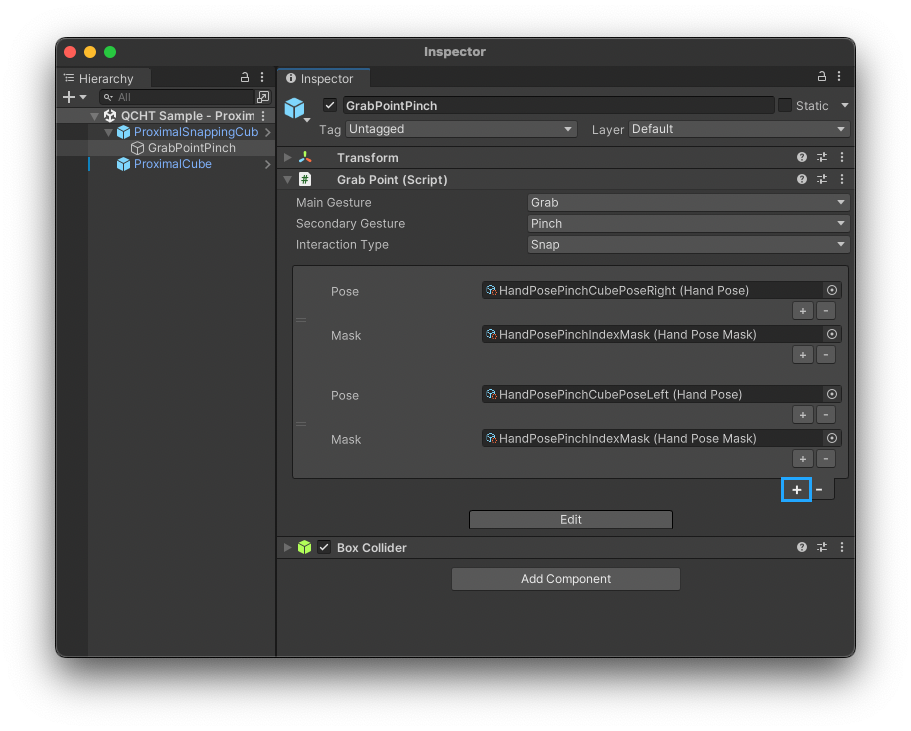 Inspector
Hierarchy
Inspector
All
GrabPointPinch
Static
QCHT Sample - Proxim
Tag
Untagged
Layer
Default
ProximalSnappingCub
GrabPointPinch
ProximalCube
Transform
Grab Point (Script)
Main Gesture
Grab
Secondary Gesture
Pinch
Interaction Type
Snap
Pose
HandPosePinchCubePoseRight (Hand Pose)
+ -
Mask
HandPosePinchIndexMask (Hand Pose Mask)
+ -
Pose
HandPosePinchCubePoseLeft (Hand Pose)
+ -
Mask
HandPosePinchIndexMask (Hand Pose Mask)
+ -
+ -
Edit
Box Collider
Add Component